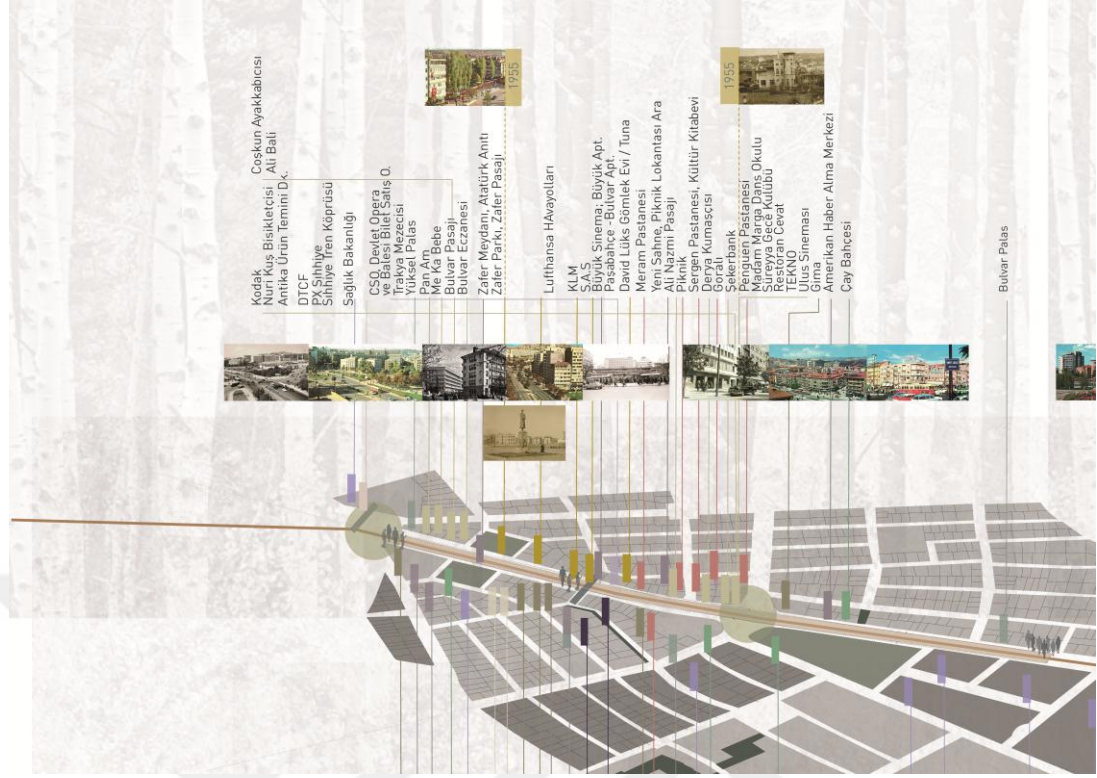 Kodak
Nuri Kuş Bisikletçisi
Antika Ürün Temini Dk.
Coşkun Ayakkabıcısı
Ali Bali
DTCF
PX Sıhhiye
Sıhhiye Tren Köprüsü
Sağlık Bakanlığı
CSO, Devlet Opera
ve Balesi Bilet Satış O.
Trakya Mezecisi
Yüksel Palas
Pan Am
Me Ka Bebe
Bulvar Pasajı
Bulvar Eczanesi
Zafer Meydanı, Atatürk Anıtı
Zafer Parkı, Zafer Pasajı
1955
Lufthansa HAvayolları
KLM
S.A.S
Büyük Sinema; Büyük Apt.
Paşabahçe -Bulvar Apt.
David Lüks Gömlek Evi / Tuna
Meram Pastanesi
Yeni Sahne, Piknik Lokantası Ara
Ali Nazmi Pasajı
Piknik
Sergen Pastanesi, Kültür Kitabevi
Derya Kumaşçısı
Goralı
Şekerbank
1955
Penguen Pastanesi
Madam Marga Dans Okulu
Süreyya Gece Kulübü
Restoran Cevat
TEKNO
Ulus Sineması
Gima
Amerikan Haber Alma Merkezi
Çay Bahçesi
Bulvar Palas